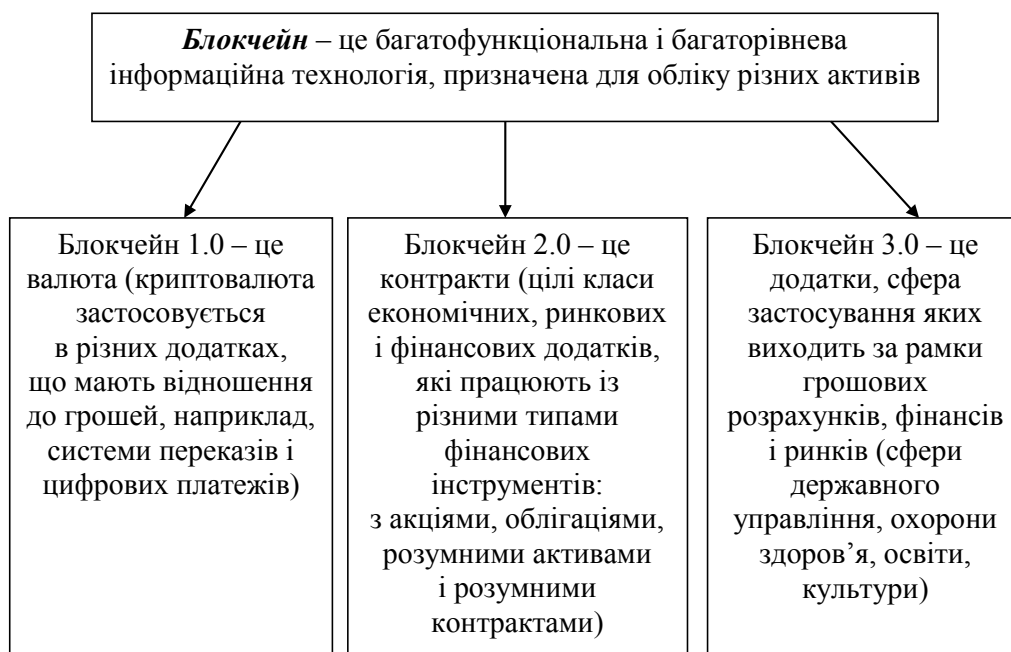 Блокчейн – це багатофункціональна і багаторівнева
інформаційна технологія, призначена для обліку різних активів
Блокчейн 1.0 – це
валюта (криптовалюта
застосовується
в різних додатках,
що мають відношення
до грошей, наприклад,
системи переказів і
цифрових платежів)
Блокчейн 2.0 – це
контракти (цілі класи
економічних, ринкових
і фінансових додатків,
які працюють із
різними типами
фінансових
інструментів:
з акціями, облігаціями,
розумними активами
і розумними
контрактами)
Блокчейн 3.0 – це
додатки, сфера
застосування яких
виходить за рамки
грошових
розрахунків, фінансів
і ринків (сфери
державного
управління, охорони
здоров’я, освіти,
культури)